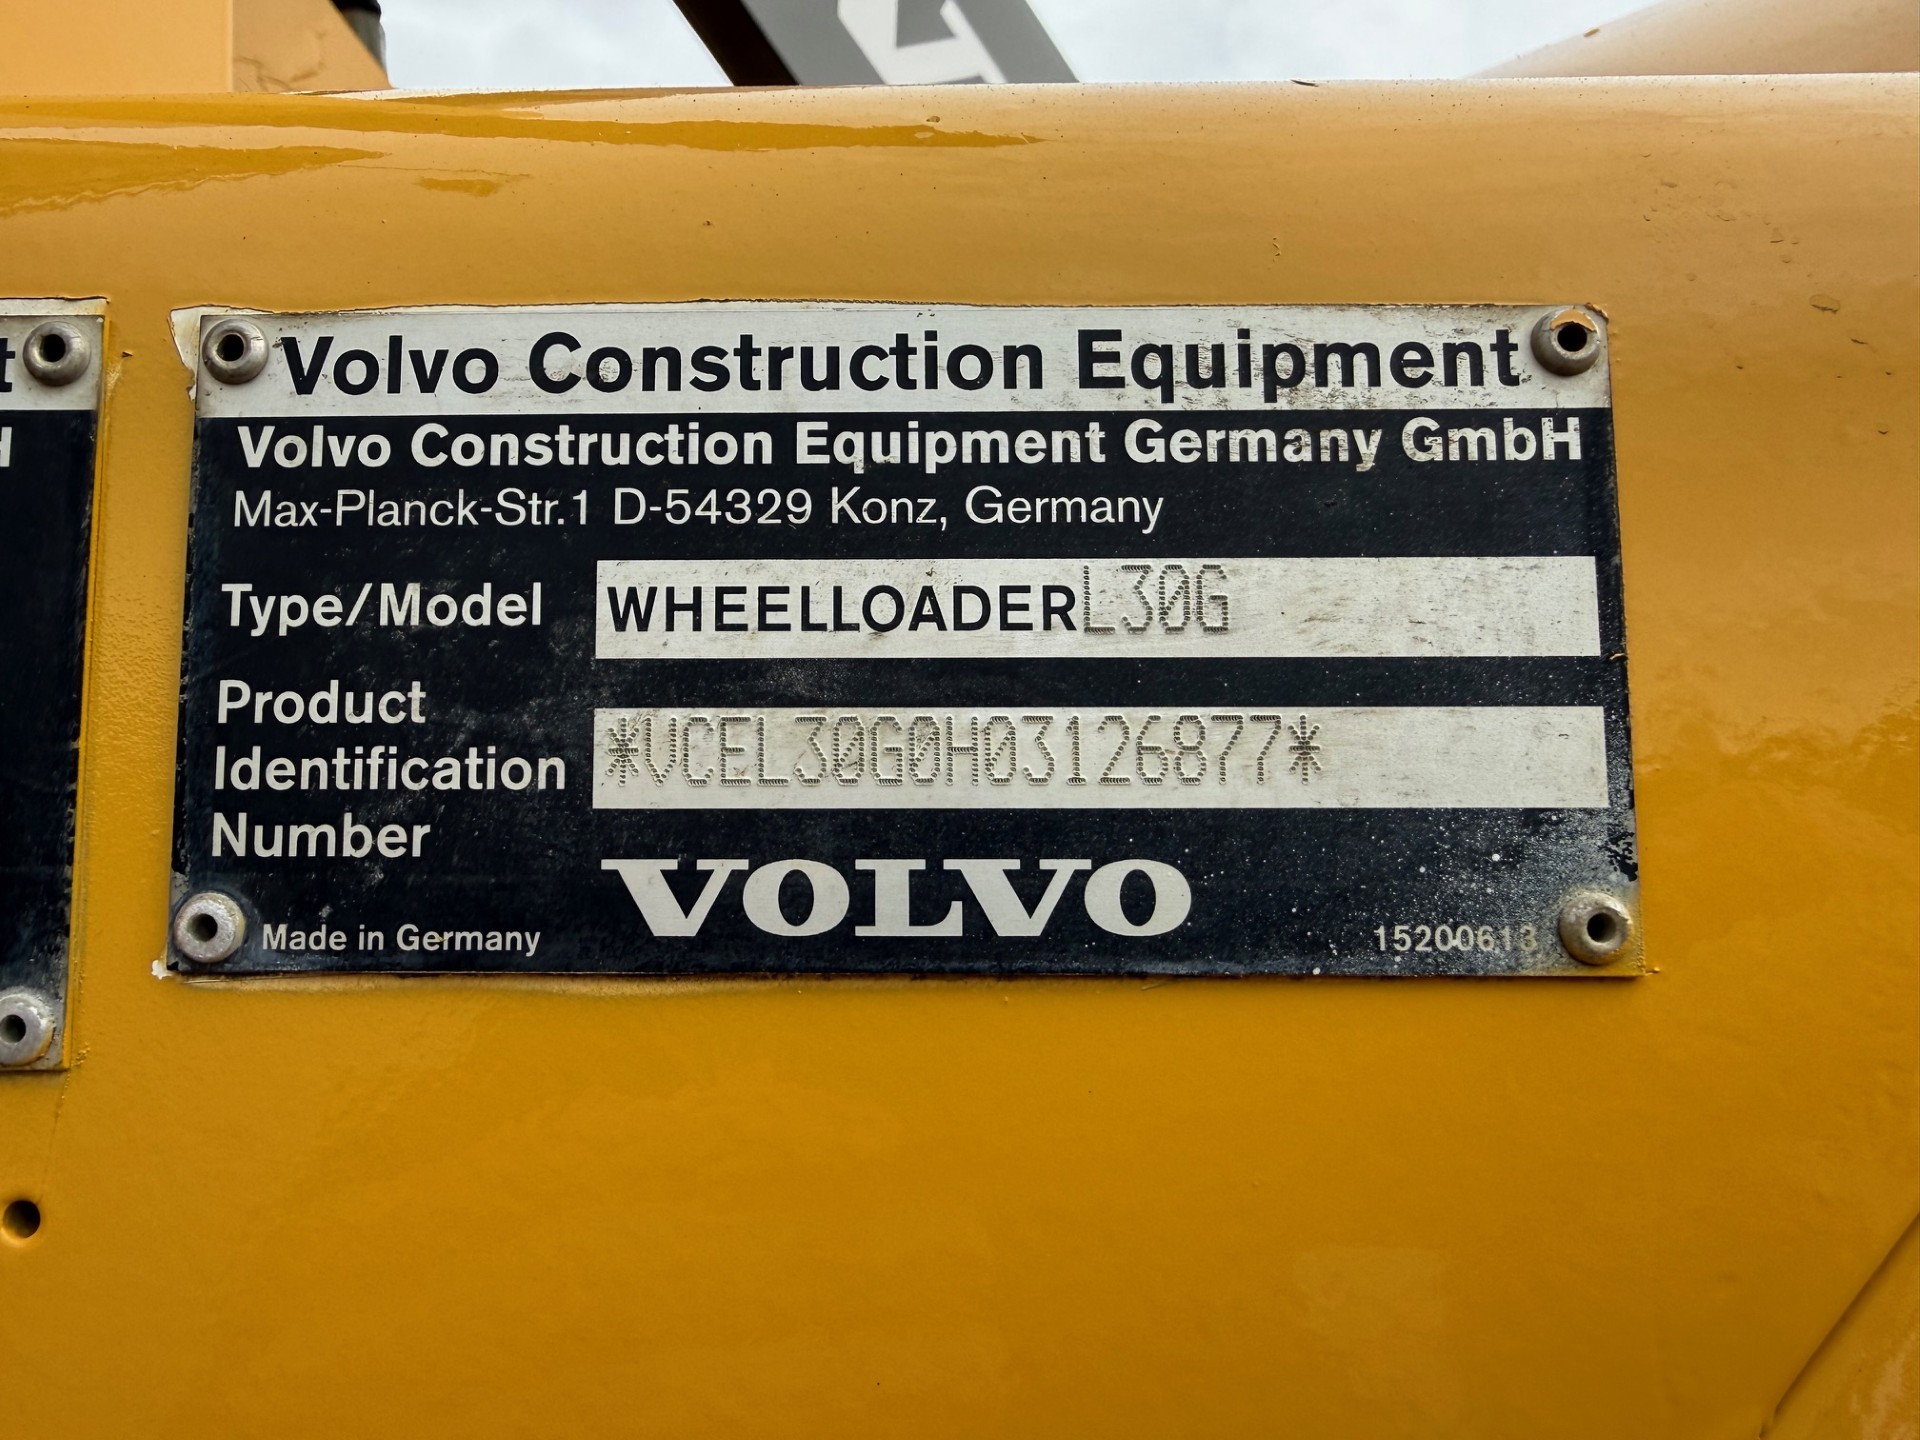 t
H
Volvo Construction Equipment
Volvo Construction Equipment Germany GmbH
Max-Planck-Str.1 D-54329 Konz, Germany
Type/Model WHEELLOADER L30G
Product
Identification
Number
*VCEL30G0H03126877*
VOLVO
Made in Germany
15200613